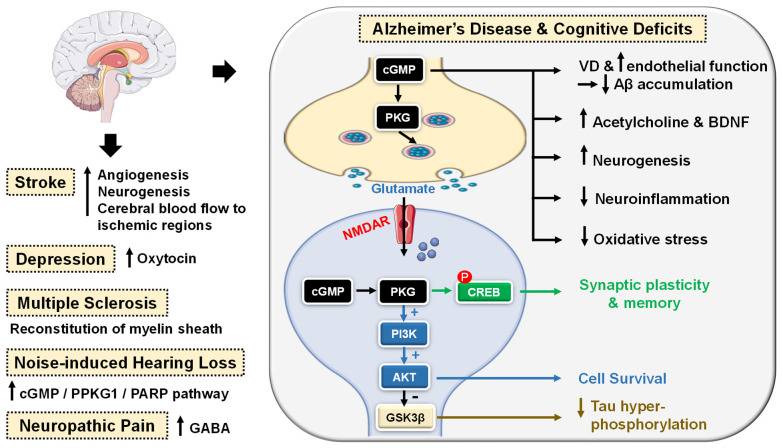 Alzheimer's Disease & Cognitive Deficits
Stroke
Angiogenesis
Neurogenesis
Cerebral blood flow to
ischemic regions
Depression
Oxytocin
Multiple Sclerosis
Reconstitution of myelin sheath
Noise-induced Hearing Loss
cGMP / PPKG1 / PARP pathway
Neuropathic Pain
GABA
cGMP
PKG
Glutamate
NMDAR
cGMP
PKG
P
CREB
+
PI3K
+
AKT
-
GSK3β
VD & endothelial function
Aβ accumulation
Acetylcholine & BDNF
Neurogenesis
Neuroinflammation
Oxidative stress
Synaptic plasticity
& memory
Cell Survival
Tau hyper-
phosphorylation